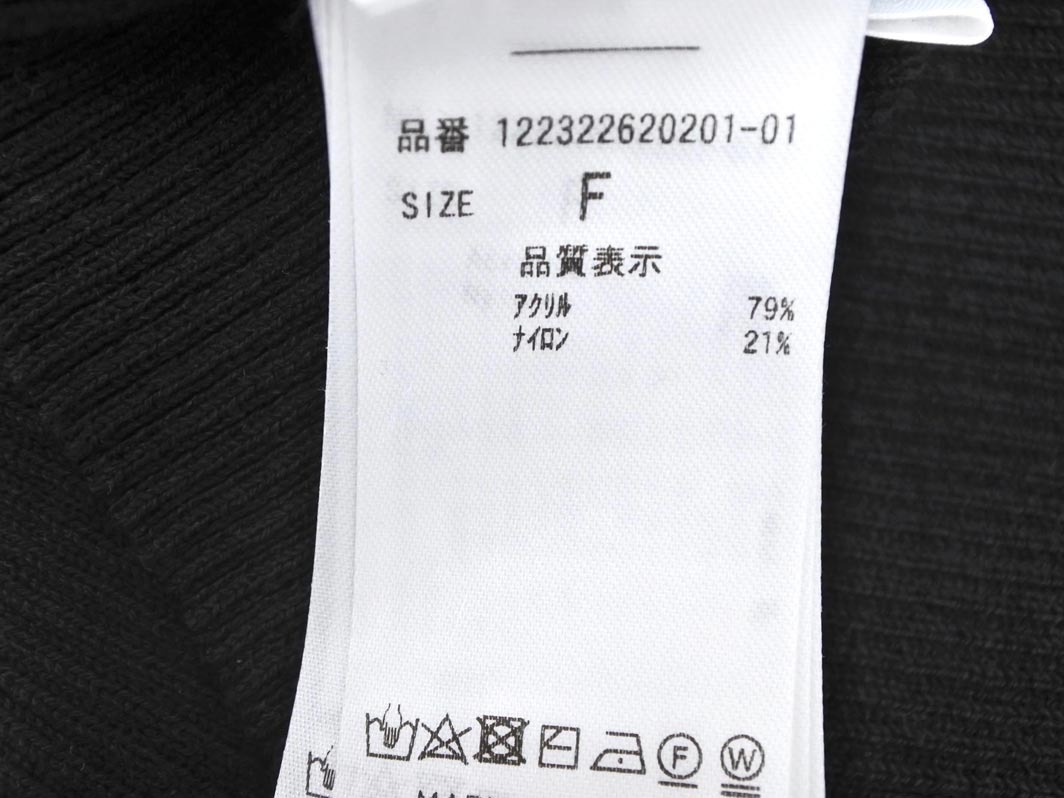 品番 122322620201-01
SIZE F
品質表示
アクリル 79%
ナイロン 21%
F W